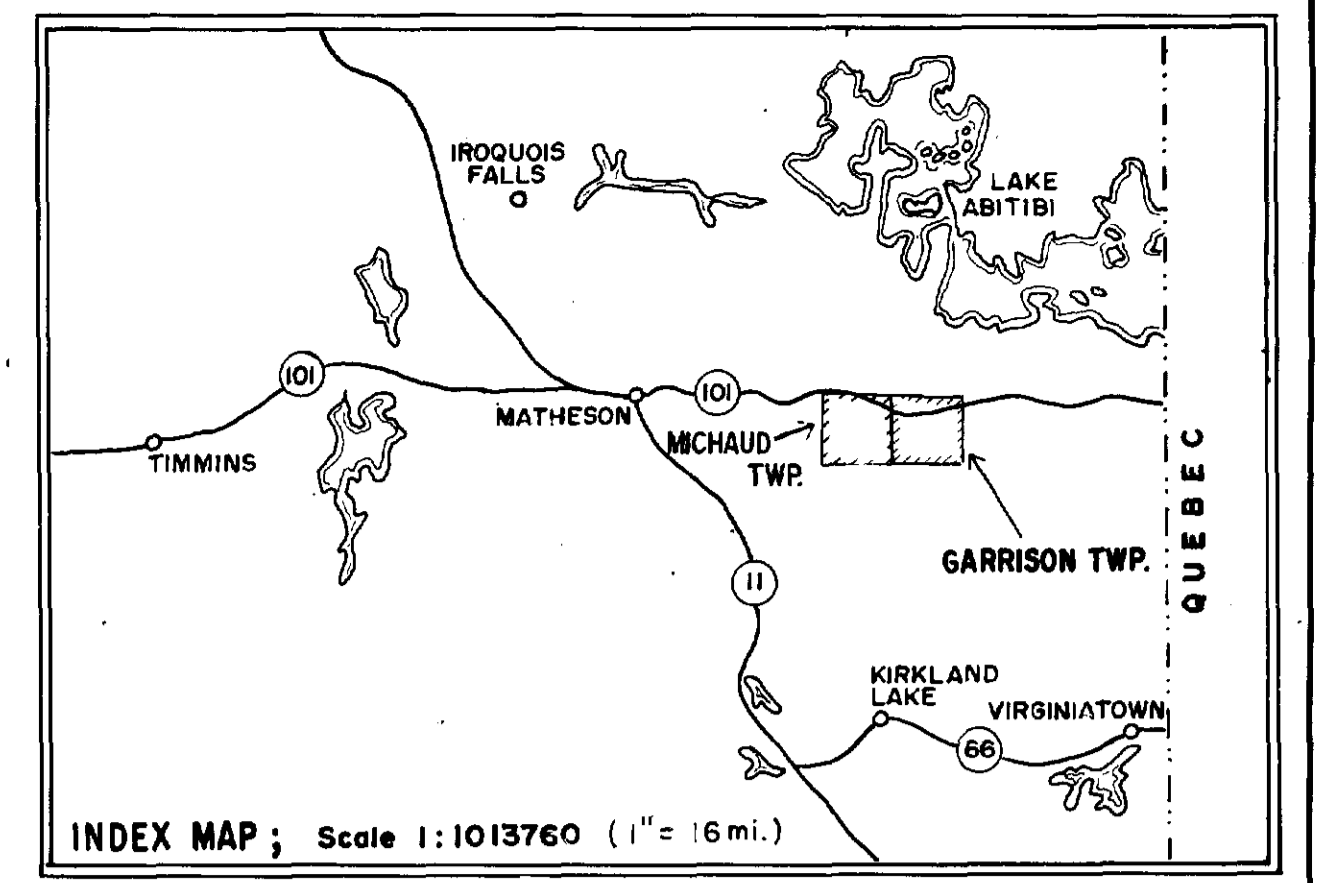 IROQUOIS
FALLS
LAKE
ABITIBI
101
101
MATHESON
TIMMINS
MICHAUD
TWP.
GARRISON TWP.
QUEBEC
11
KIRKLAND
LAKE
VIRGINIATOWN
66
INDEX MAP; Scale 1:1013760 (1" = 16 mi.)